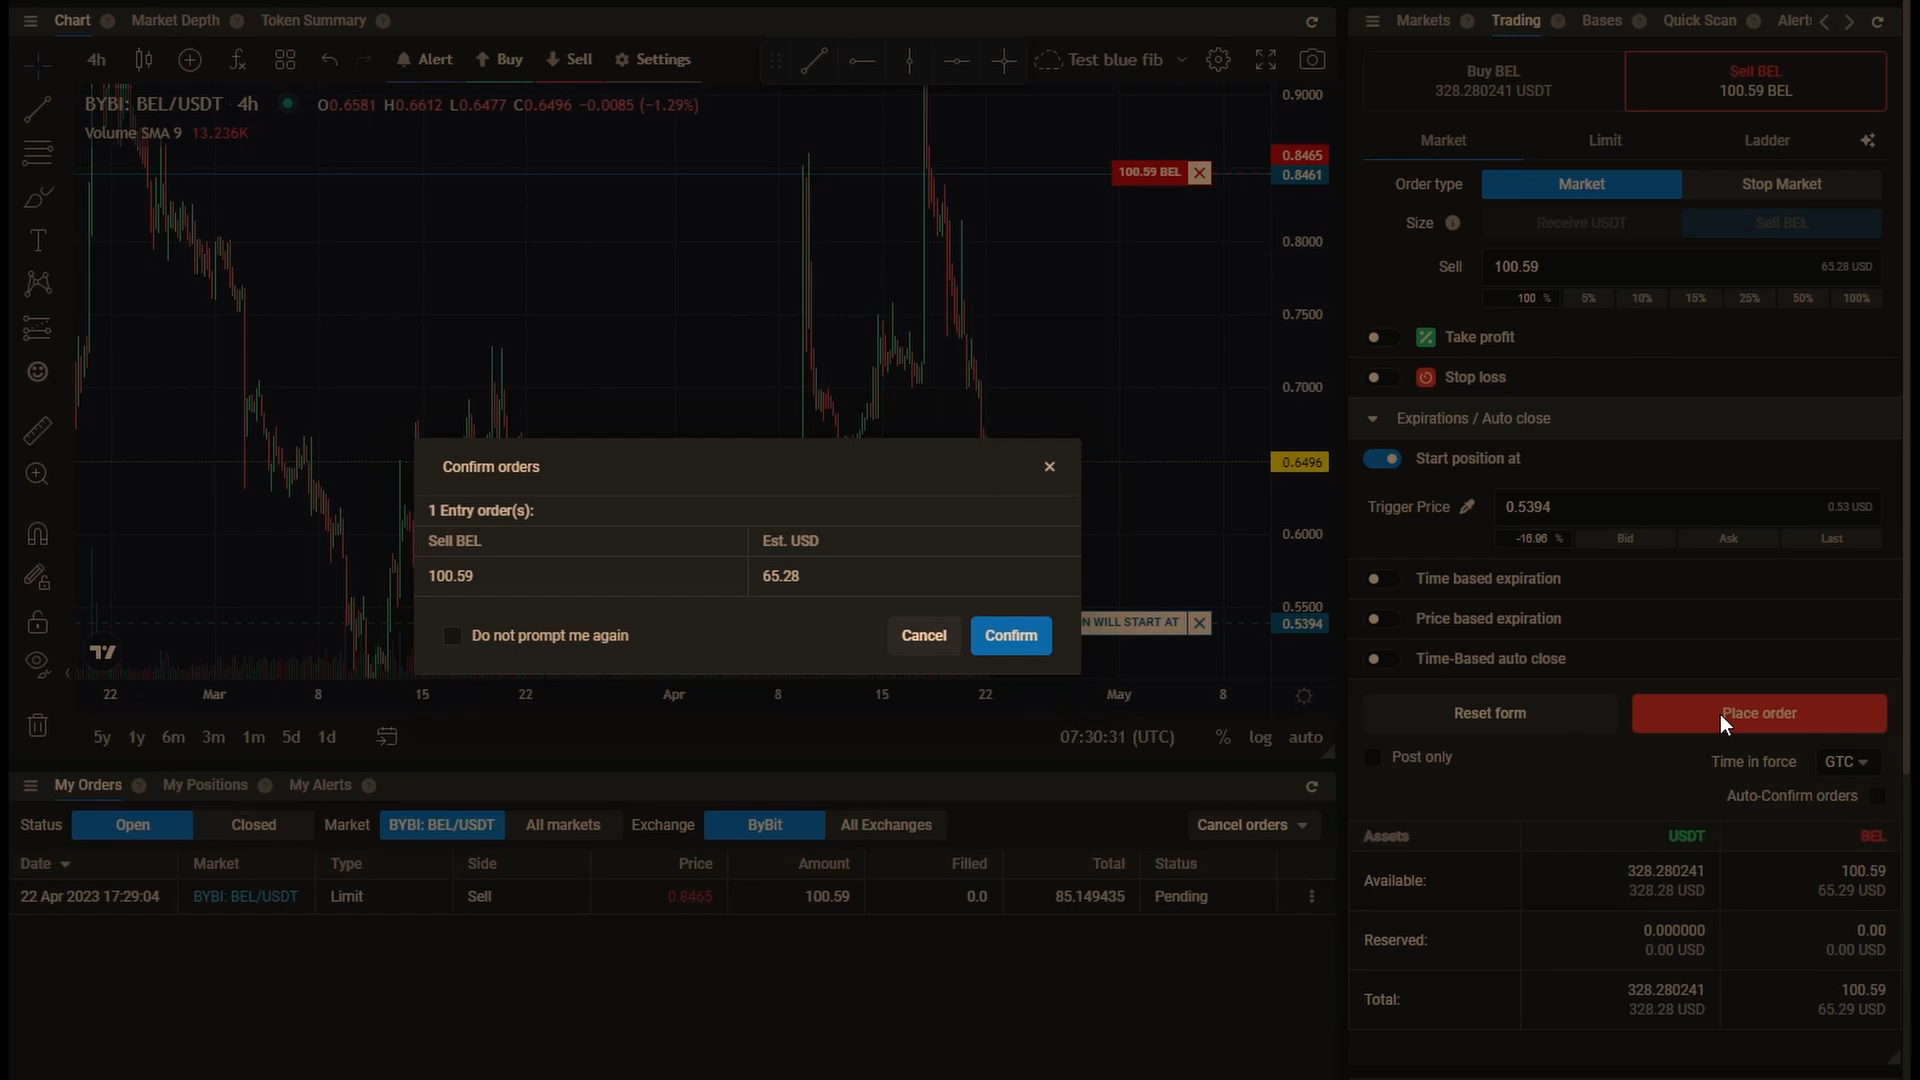 Chart ? Market Depth ? Token Summary ?
4h Alert Buy Sell Settings Test blue fib
BYBI: BEL/USDT · 4h O0.6581 H0.6612 L0.6477 C0.6496 −0.0085 (−1.29%)
Volume SMA 9 13.236K
0.9000
0.8465
100.59 BEL
0.8461
0.8000
0.7500
0.7000
0.6496
0.6000
0.5500
N WILL START AT
0.5394
22 Mar 8 15 22 Apr 8 15 22 May 8
5y 1y 6m 3m 1m 5d 1d 07:30:31 (UTC) % log auto
Confirm orders
1 Entry order(s):
Sell BEL Est. USD
100.59 65.28
Do not prompt me again Cancel Confirm
My Orders ? My Positions ? My Alerts ?
Status Open Closed Market BYBI: BEL/USDT All markets Exchange ByBit All Exchanges Cancel orders
Date Market Type Side Price Amount Filled Total Status
22 Apr 2023 17:29:04 BYBI: BEL/USDT Limit Sell 0.8465 100.59 0.0 85.149435 Pending
Markets ? Trading ? Bases ? Quick Scan ? Alerts
Buy BEL Sell BEL
328.280241 USDT 100.59 BEL
Market Limit Ladder
Order type Market Stop Market
Size Receive USDT Sell BEL
Sell 100.59 65.28 USD
100 % 5% 10% 15% 25% 50% 100%
Take profit
Stop loss
Expirations / Auto close
Start position at
Trigger Price 0.5394 0.53 USD
-16.96 % Bid Ask Last
Time based expiration
Price based expiration
Time-Based auto close
Reset form Place order
Post only Time in force GTC
Auto-Confirm orders
Assets USDT BEL
Available: 328.280241 100.59
328.28 USD 65.29 USD
Reserved: 0.000000 0.00
0.00 USD 0.00 USD
Total: 328.280241 100.59
328.28 USD 65.29 USD